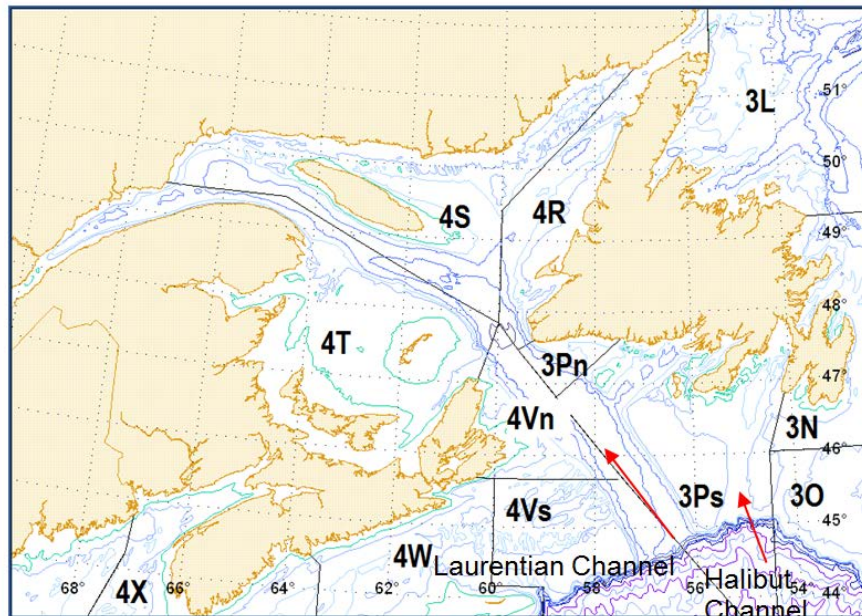 3L
51°
50°
4S
4R
49°
48°
4T
3Pn
47°
4Vn
3N
46°
3Ps
3O
4Vs
45°
4W
Laurentian Channel
Halibut
Channel
4X
68°
66°
64°
62°
60°
58°
56°
54°
44°